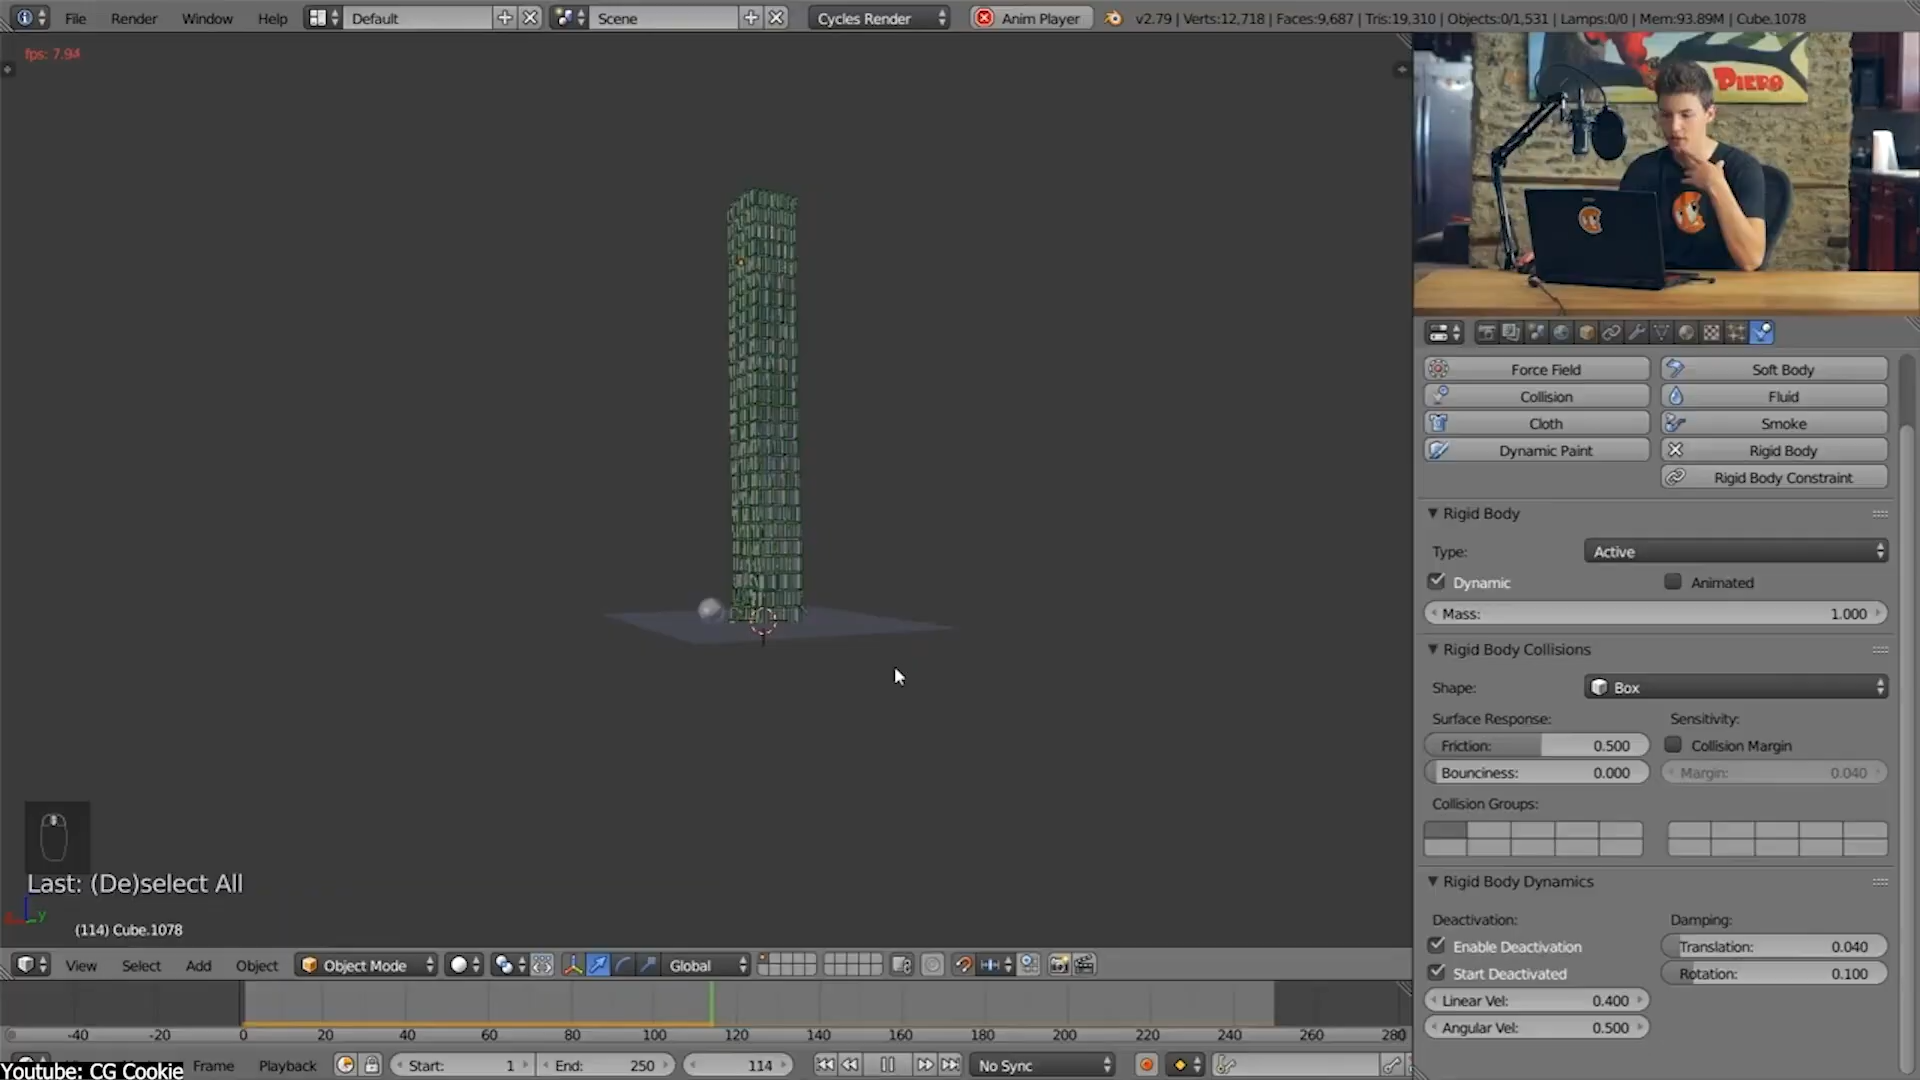 File Render Window Help Default Scene Cycles Render Anim Player v2.79 | Verts:12,718 | Faces:9,687 | Tris:19,310 | Objects:0/1,531 | Lamps:0/0 | Mem:93.89M | Cube.1078
fps: 7.94
PIERO
Force Field Soft Body
Collision Fluid
Cloth Smoke
Dynamic Paint Rigid Body
Rigid Body Constraint
Rigid Body
Type: Active
Dynamic Animated
Mass: 1.000
Rigid Body Collisions
Shape: Box
Surface Response: Sensitivity:
Friction: 0.500 Collision Margin
Bounciness: 0.000 Margin: 0.040
Collision Groups:
Rigid Body Dynamics
Deactivation: Damping:
Enable Deactivation Translation: 0.040
Start Deactivated Rotation: 0.100
Linear Vel: 0.400
Angular Vel: 0.500
Last: (De)select All
y
(114) Cube.1078
View Select Add Object Object Mode Global
-40 -20 0 20 40 60 80 100 120 140 160 180 200 220 240 260 280
Frame Playback Start: 1 End: 250 114 No Sync
Youtube: CG Cookie